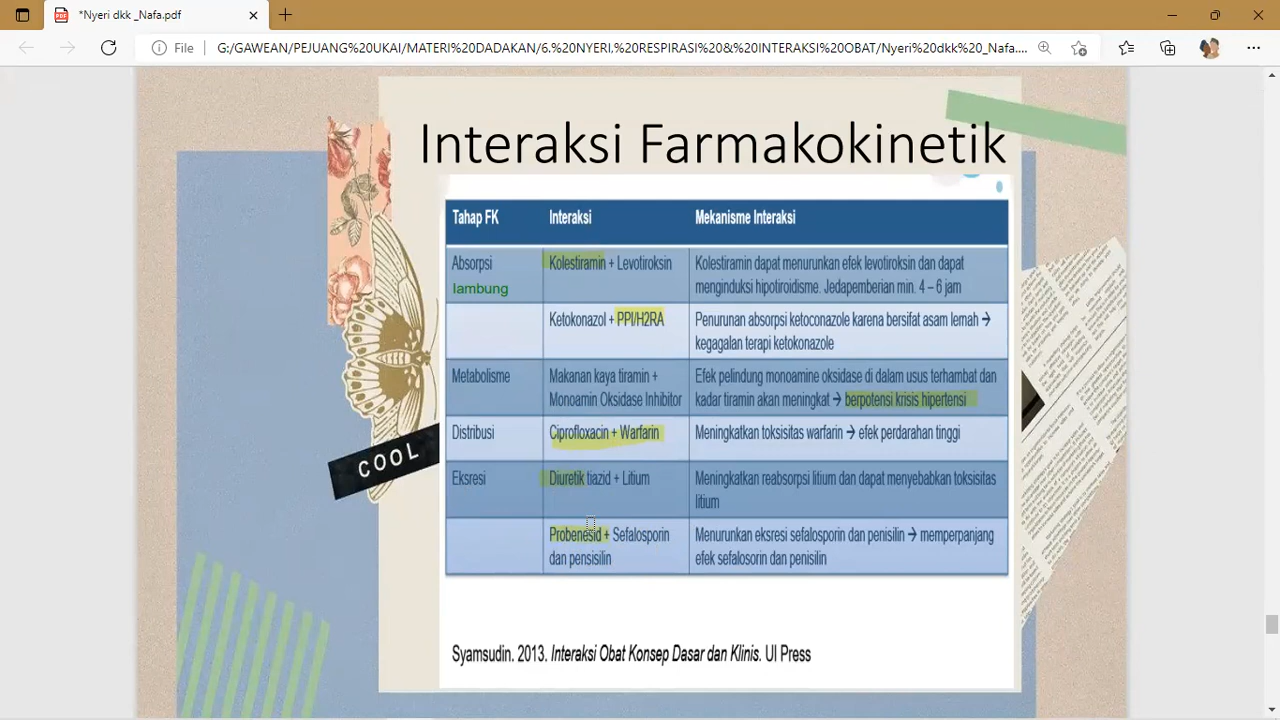 *Nyeri dkk _Nafa.pdf
File
G:/GAWEAN/PEJUANG%20UKAI/MATERI%20DADAKAN/6.%20NYERI,%20RESPIRASI%20&%20INTERAKSI%20OBAT/Nyeri%20dkk%20_Nafa....
Interaksi Farmakokinetik
Tahap FK Interaksi Mekanisme Interaksi
Absorpsi Kolestiramin + Levotiroksin Kolestiramin dapat menurunkan efek levotiroksin dan dapat
lambung menginduksi hipotiroidisme. Jedapemberian min. 4 – 6 jam
Ketokonazol + PPI/H2RA Penurunan absorpsi ketoconazole karena bersifat asam lemah →
kegagalan terapi ketokonazole
Metabolisme Makanan kaya tiramin + Efek pelindung monoamine oksidase di dalam usus terhambat dan
Monoamin Oksidase Inhibitor kadar tiramin akan meningkat → berpotensi krisis hipertensi
Distribusi Ciprofloxacin + Warfarin Meningkatkan toksisitas warfarin → efek perdarahan tinggi
Eksresi Diuretik tiazid + Litium Meningkatkan reabsorpsi litium dan dapat menyebabkan toksisitas
litium
Probenesid + Sefalosporin Menurunkan eksresi sefalosporin dan penisilin → memperpanjang
dan pensisilin efek sefalosorin dan penisilin
COOL
Syamsudin. 2013. Interaksi Obat Konsep Dasar dan Klinis. UI Press